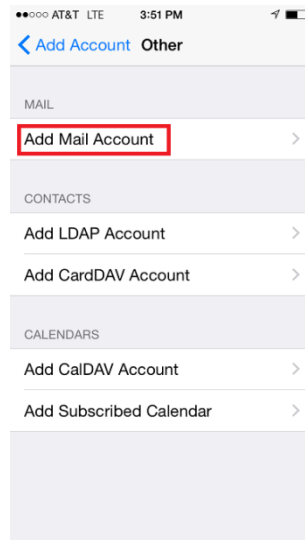 AT&T LTE 3:51 PM
Add Account Other
MAIL
Add Mail Account
CONTACTS
Add LDAP Account
Add CardDAV Account
CALENDARS
Add CalDAV Account
Add Subscribed Calendar